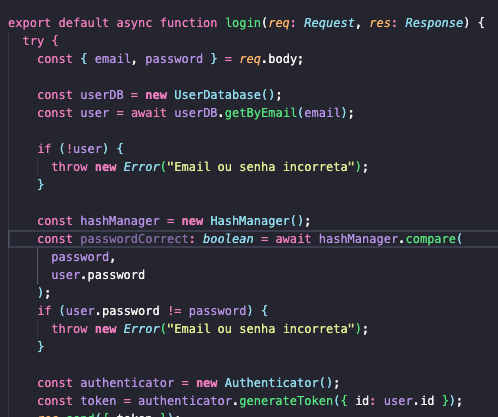 export default async function login(req: Request, res: Response) {
try {
const { email, password } = req.body;
const userDB = new UserDatabase();
const user = await userDB.getByEmail(email);
if (!user) {
throw new Error("Email ou senha incorreta");
}
const hashManager = new HashManager();
const passwordCorrect: boolean = await hashManager.compare(
password,
user.password
);
if (user.password != password) {
throw new Error("Email ou senha incorreta");
}
const authenticator = new Authenticator();
const token = authenticator.generateToken({ id: user.id });
res.send({ token });